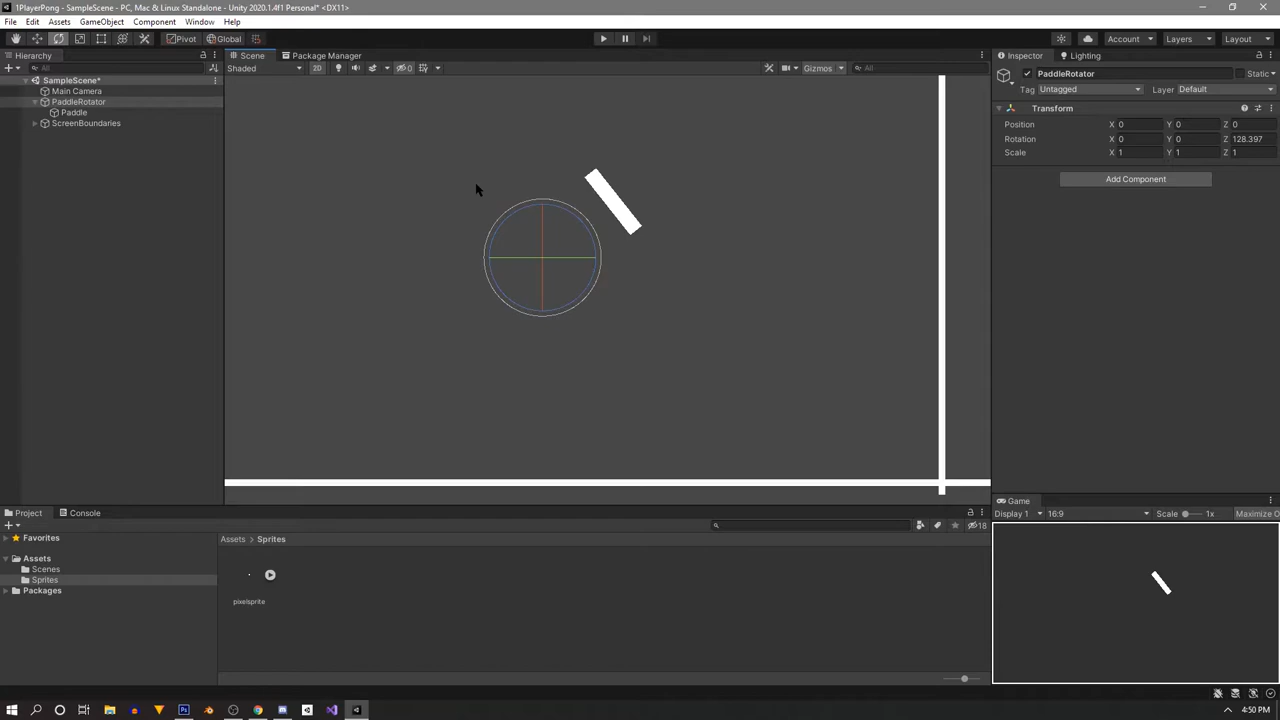 1PlayerPong - SampleScene - PC, Mac & Linux Standalone - Unity 2020.1.4f1 Personal* <DX11>
File Edit Assets GameObject Component Window Help
Pivot Global Account Layers Layout
Hierarchy Scene Package Manager Inspector Lighting
All Shaded 2D 0 Gizmos All PaddleRotator Static
SampleScene*
Main Camera Tag Untagged Layer Default
PaddleRotator Transform
Paddle
ScreenBoundaries Position X 0 Y 0 Z 0
Rotation X 0 Y 0 Z 128.397
Scale X 1 Y 1 Z 1
Add Component
Game
Project Console Display 1 16:9 Scale 1x Maximize O
18
Favorites Assets > Sprites
Assets
Scenes
Sprites
Packages
pixelsprite
4:50 PM